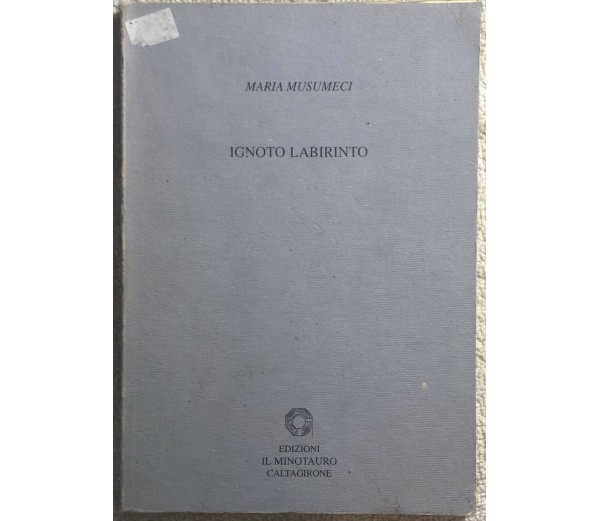 MARIA MUSUMECI
IGNOTO LABIRINTO
EDIZIONI
IL MINOTAURO
CALTAGIRONE